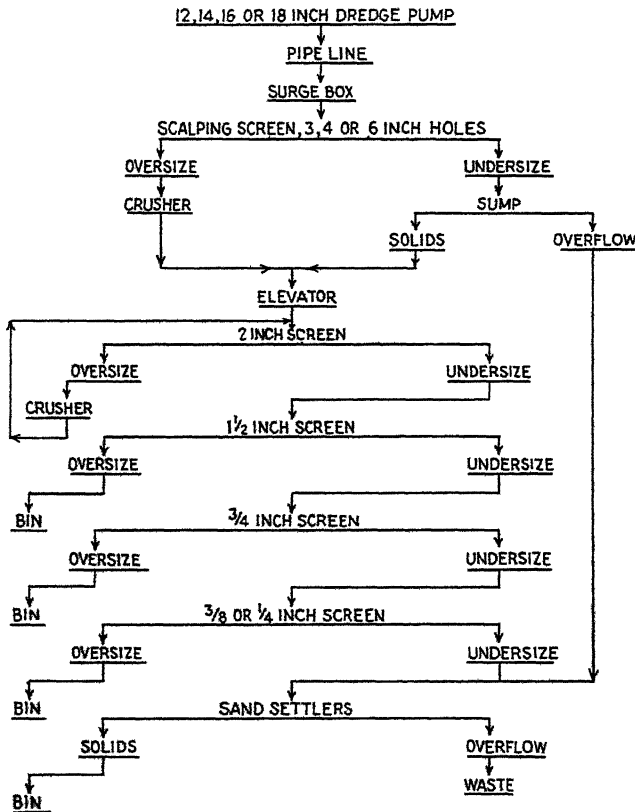 12,14,16 OR 18 INCH DREDGE PUMP
PIPE LINE
SURGE BOX
SCALPING SCREEN, 3,4 OR 6 INCH HOLES
OVERSIZE UNDERSIZE
CRUSHER SUMP
SOLIDS OVERFLOW
ELEVATOR
2 INCH SCREEN
OVERSIZE UNDERSIZE
CRUSHER
1 1/2 INCH SCREEN
OVERSIZE UNDERSIZE
BIN
3/4 INCH SCREEN
OVERSIZE UNDERSIZE
BIN
3/8 OR 1/4 INCH SCREEN
OVERSIZE UNDERSIZE
BIN
SAND SETTLERS
SOLIDS OVERFLOW
BIN WASTE